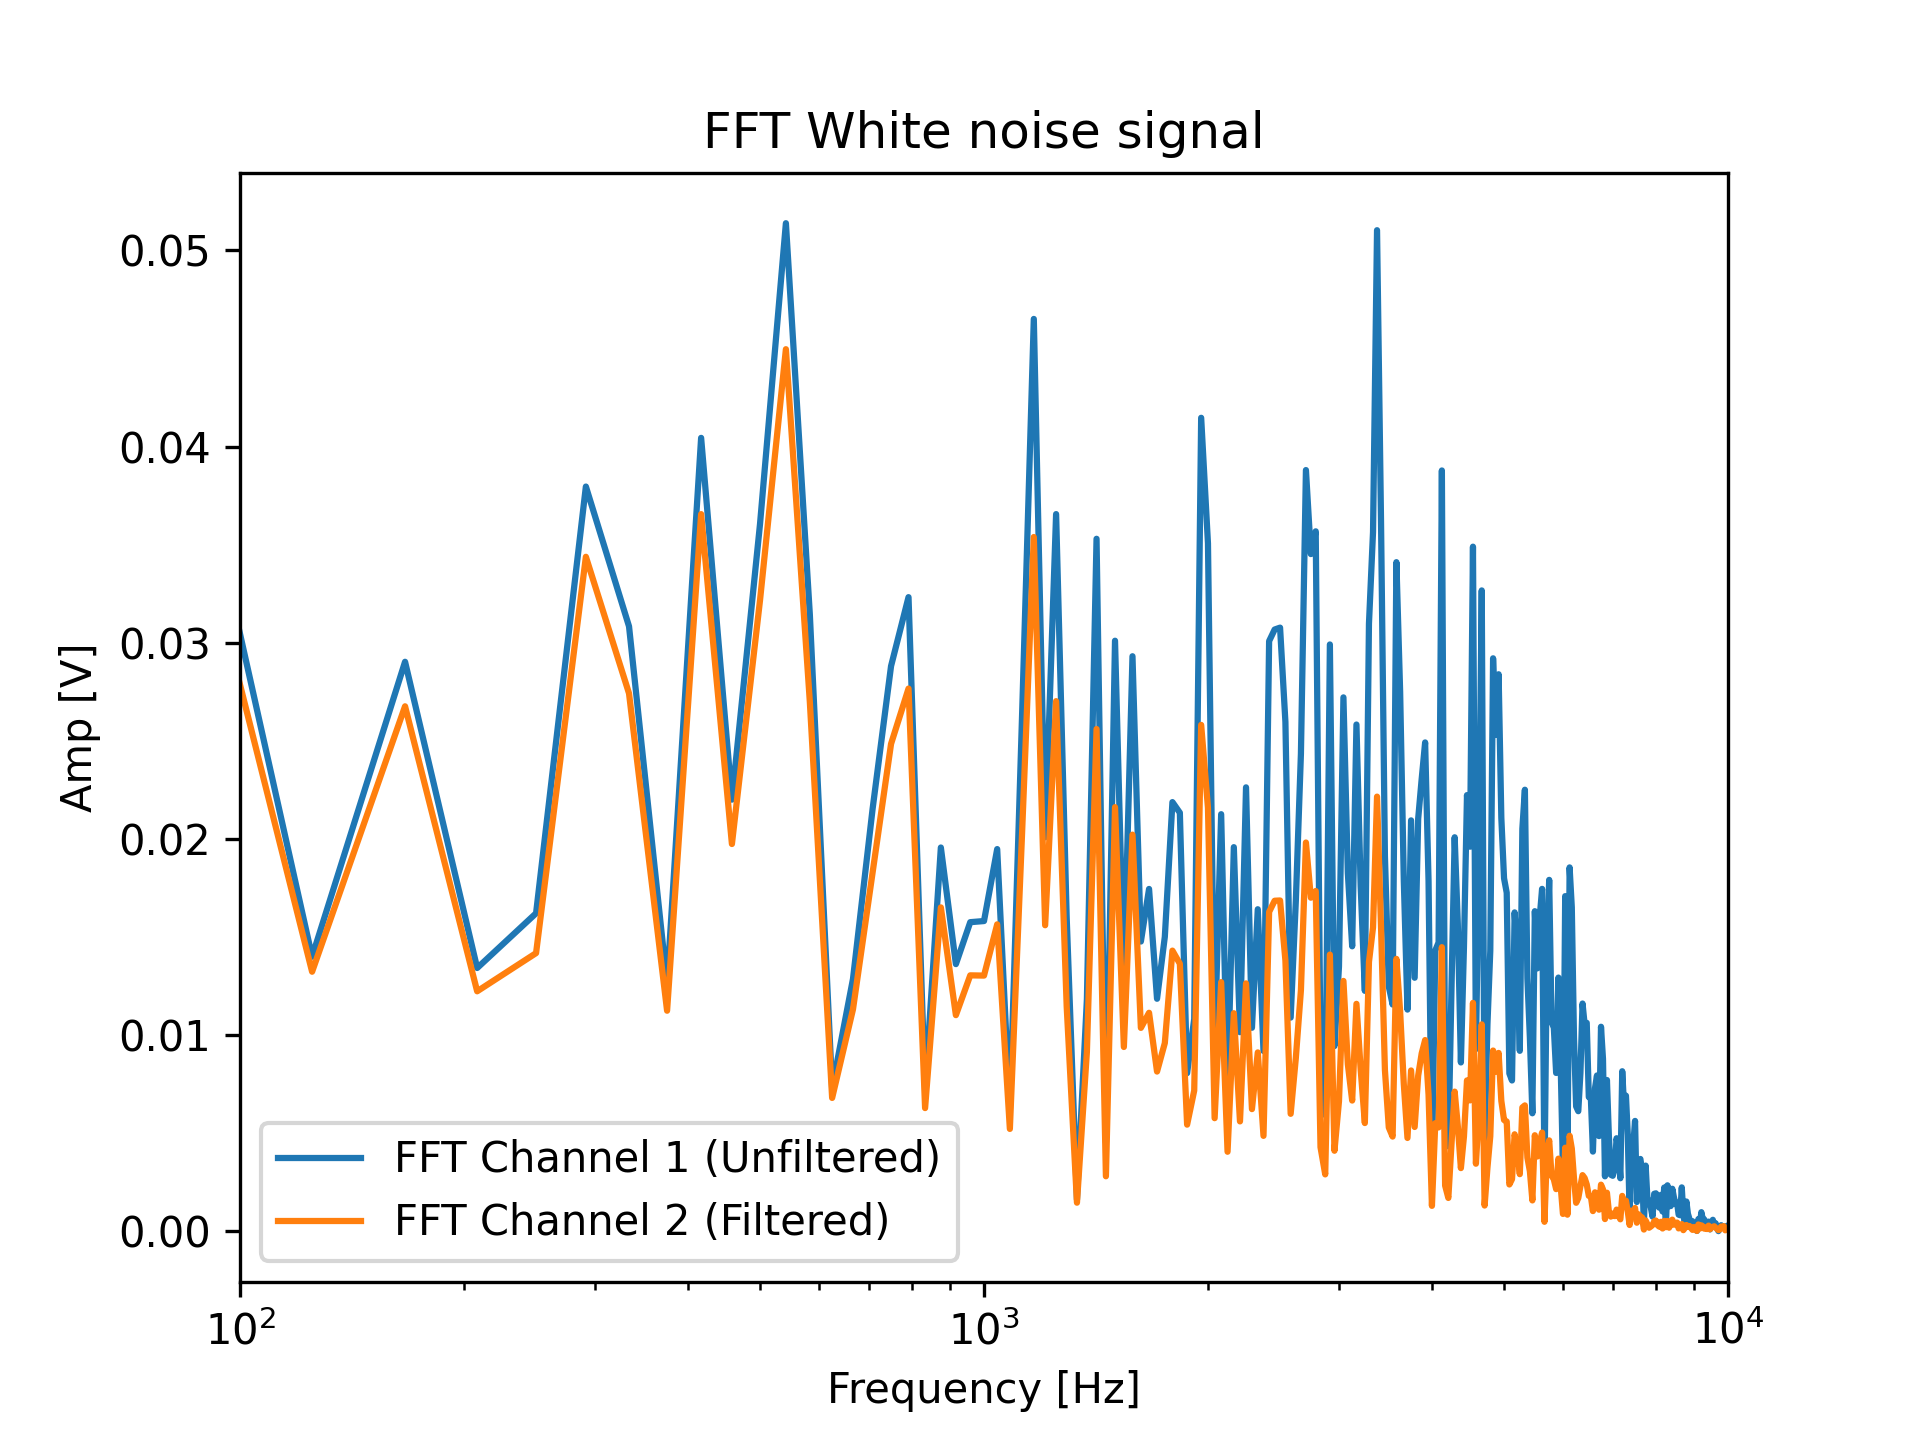 FFT White noise signal
0.05
0.04
0.03
0.02
0.01
0.00
Amp [V]
FFT Channel 1 (Unfiltered)
FFT Channel 2 (Filtered)
10² 10³ 10⁴
Frequency [Hz]